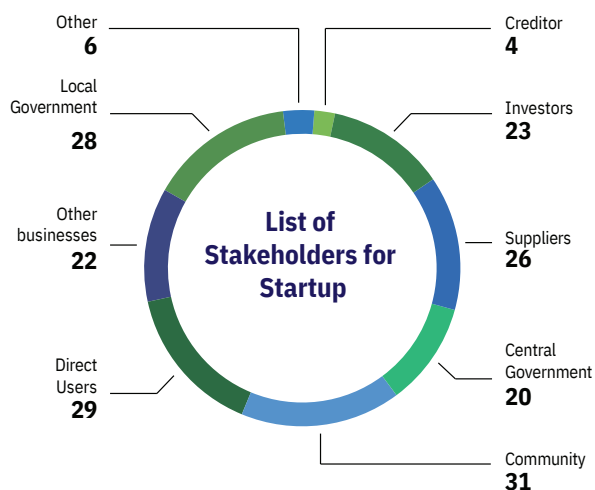 Other
6
Creditor
4
Local
Government
28
Investors
23
Other
businesses
22
List of
Stakeholders for
Startup
Suppliers
26
Direct
Users
29
Central
Government
20
Community
31